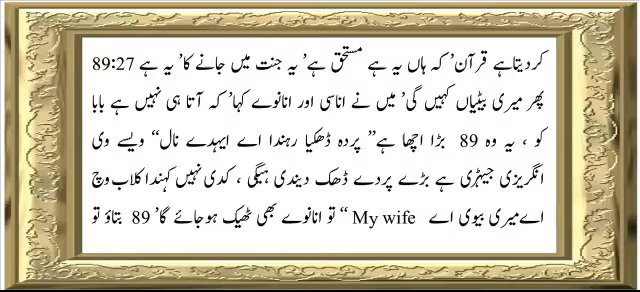 کردیتاہے قرآن’ کہ ہاں یہ ہے مستحق ہے’ یہ جنت میں جانے کا’ یہ ہے 89:27
پھر میری بیٹیاں کہیں گی’ میں نے اناسی اور انانوے کہا’ کہ آتا ہی نہیں ہے بابا
کو ، یہ وہ 89 بڑا اچھا ہے” پردہ ڈھکیا رہندا اے ایہدے نال“ ویسے وی
انگریزی جیہڑی ہے بڑے پردے ڈھک دیندی ہیگی ، کدی نہیں کہندا کلاب وچ
اے میری بیوی اے My wife “ تو انانوے بھی ٹھیک ہوجائے گا’ 89 بتاؤ تو